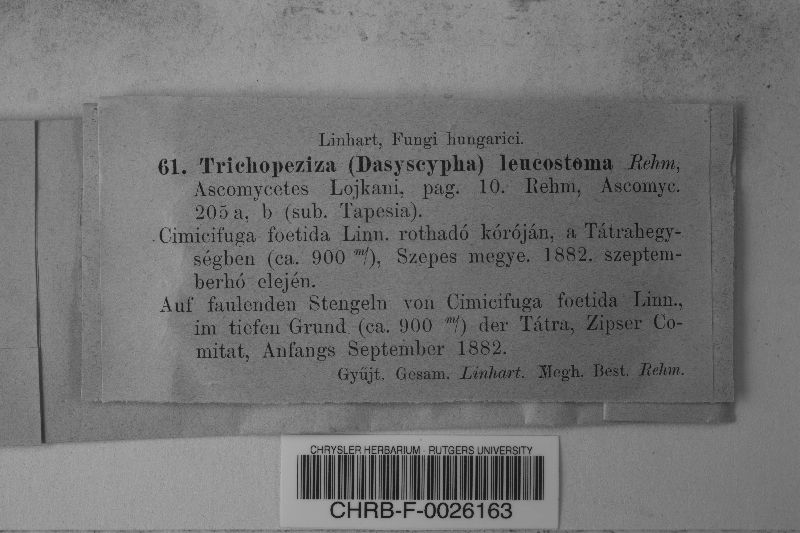 Linhart, Fungi hungarici.
61. Trichopeziza (Dasyscypha) leucostoma Rehm,
Ascomycetes Lojkani, pag. 10. Rehm, Ascomyc.
205 a, b (sub. Tapesia).
Cimicifuga foetida Linn. rothadó kóróján, a Tátrahegy-
ségben (ca. 900 m/), Szepes megye. 1882. szeptem-
berhó elején.
Auf faulenden Stengeln von Cimicifuga foetida Linn.,
im tiefen Grund (ca. 900 m/) der Tátra, Zipser Co-
mitat, Anfangs September 1882.
Gyűjt. Gesam. Linhart. Megh. Best. Rehm.
CHRYSLER HERBARIUM - RUTGERS UNIVERSITY
CHRB-F-0026163